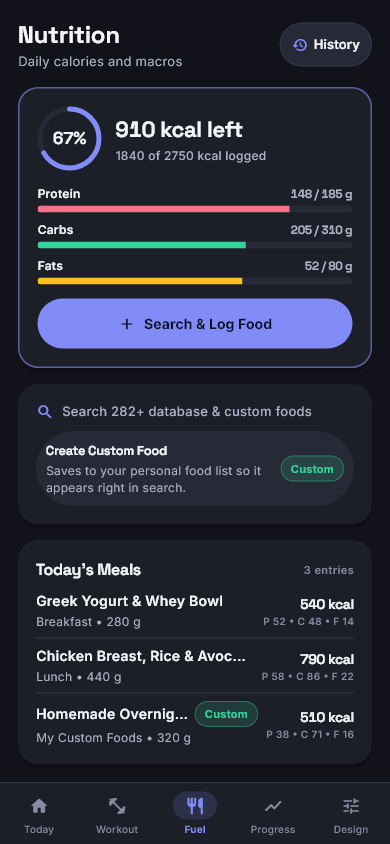 Nutrition
Daily calories and macros
History
67%
910 kcal left
1840 of 2750 kcal logged
Protein
148 / 185 g
Carbs
205 / 310 g
Fats
52 / 80 g
+ Search & Log Food
Search 282+ database & custom foods
Create Custom Food
Saves to your personal food list so it
appears right in search.
Custom
Today's Meals
3 entries
Greek Yogurt & Whey Bowl
540 kcal
Breakfast • 280 g
P 52 • C 48 • F 14
Chicken Breast, Rice & Avoc...
790 kcal
Lunch • 440 g
P 58 • C 86 • F 22
Homemade Overnig...
Custom
510 kcal
My Custom Foods • 320 g
P 38 • C 71 • F 16
Today
Workout
Fuel
Progress
Design